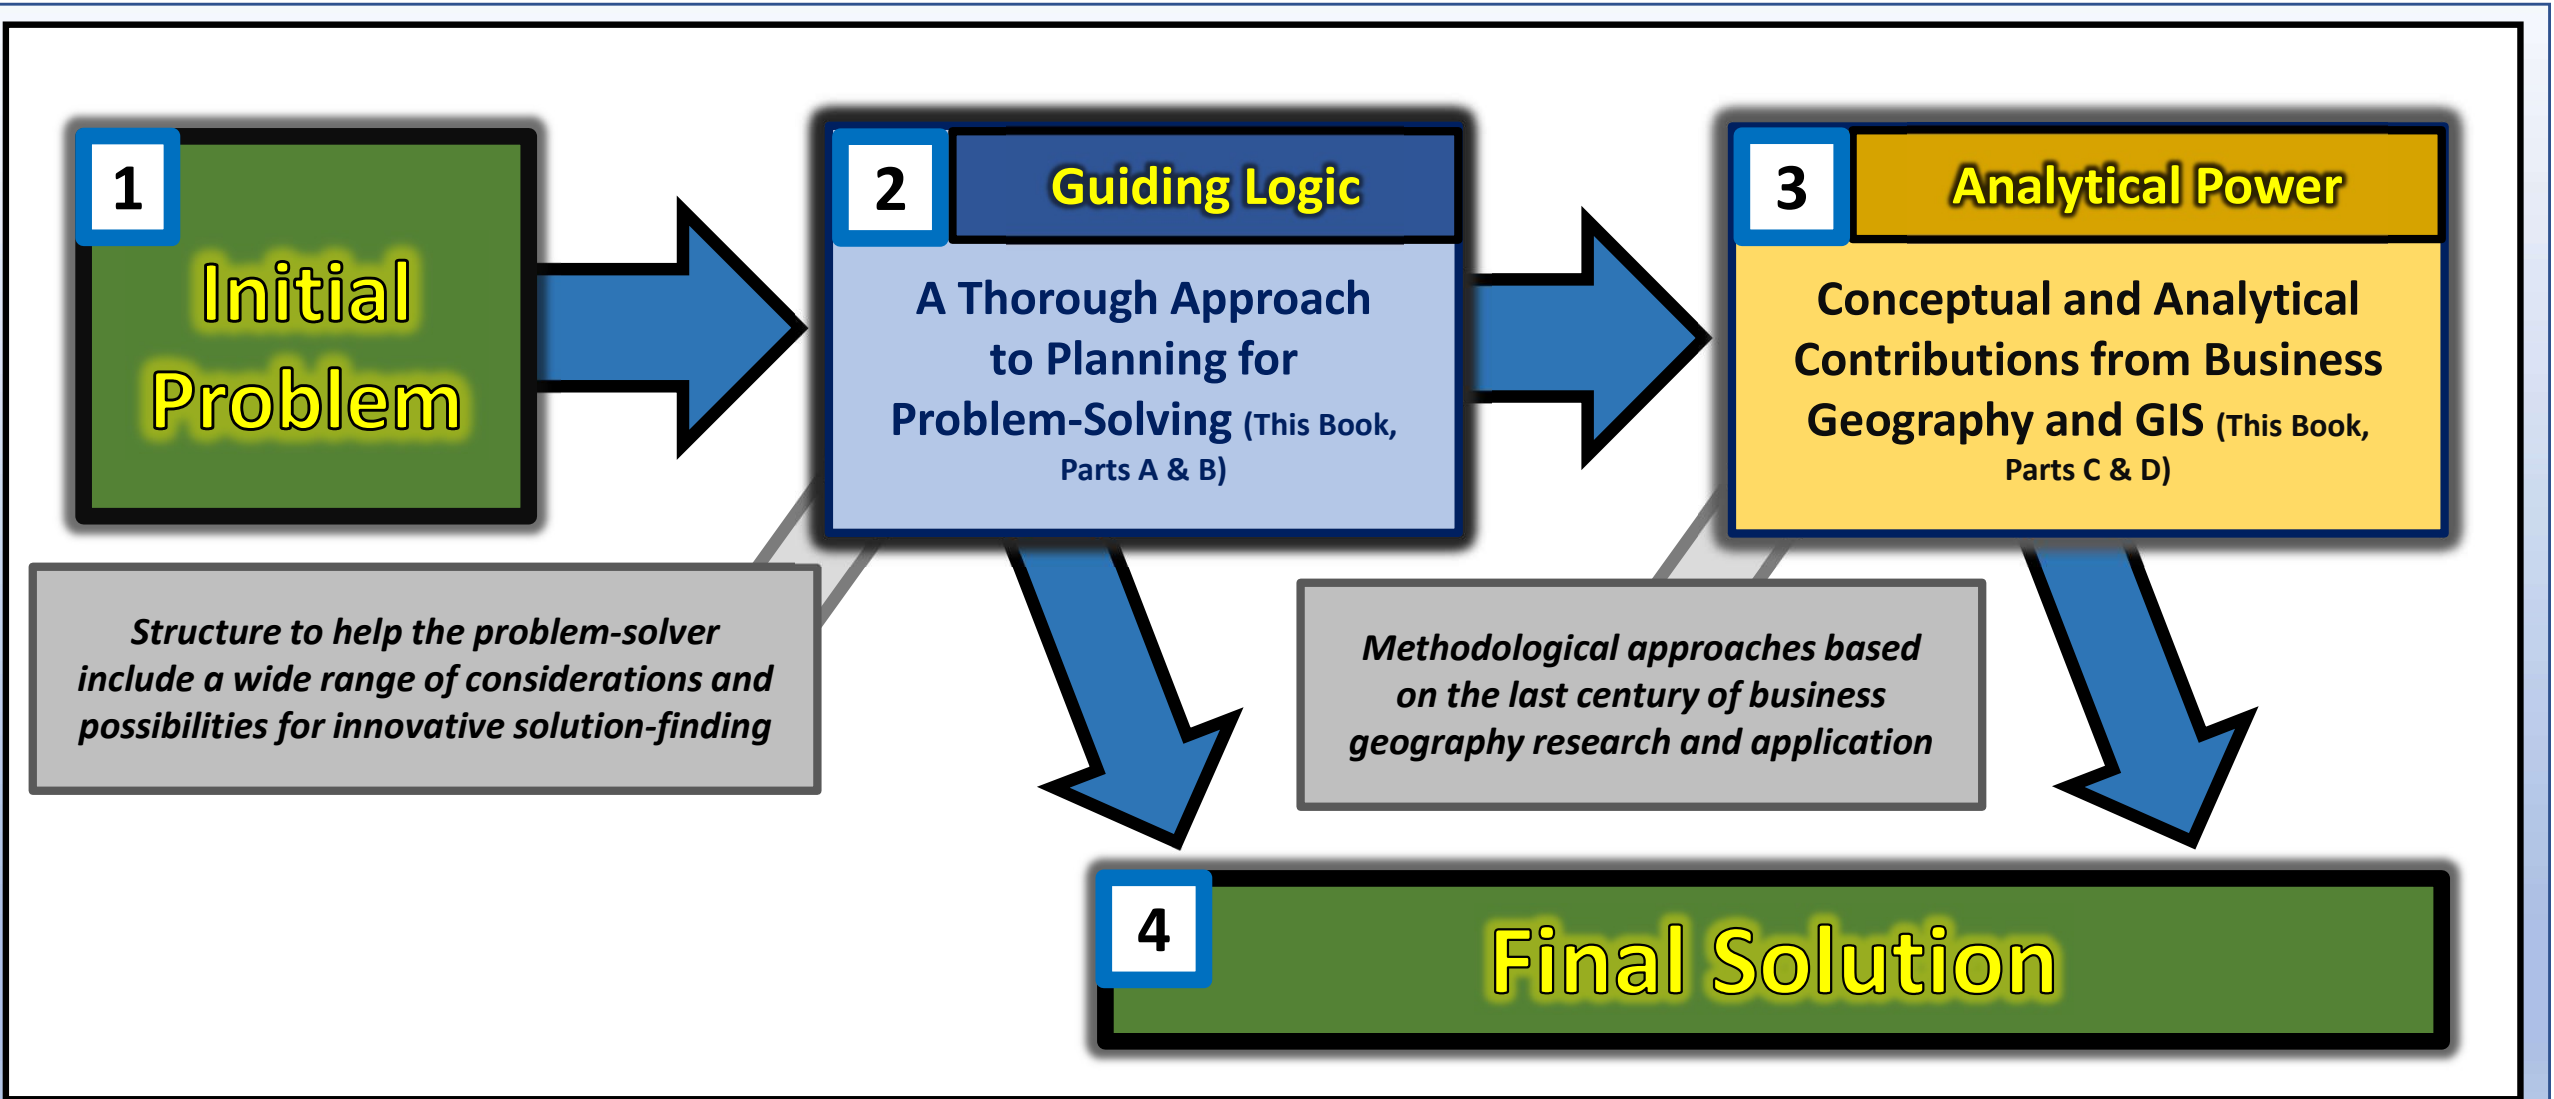 1
Initial
Problem
2
Guiding Logic
A Thorough Approach
to Planning for
Problem-Solving (This Book,
Parts A & B)
3
Analytical Power
Conceptual and Analytical
Contributions from Business
Geography and GIS (This Book,
Parts C & D)
Structure to help the problem-solver
include a wide range of considerations and
possibilities for innovative solution-finding
Methodological approaches based
on the last century of business
geography research and application
4
Final Solution